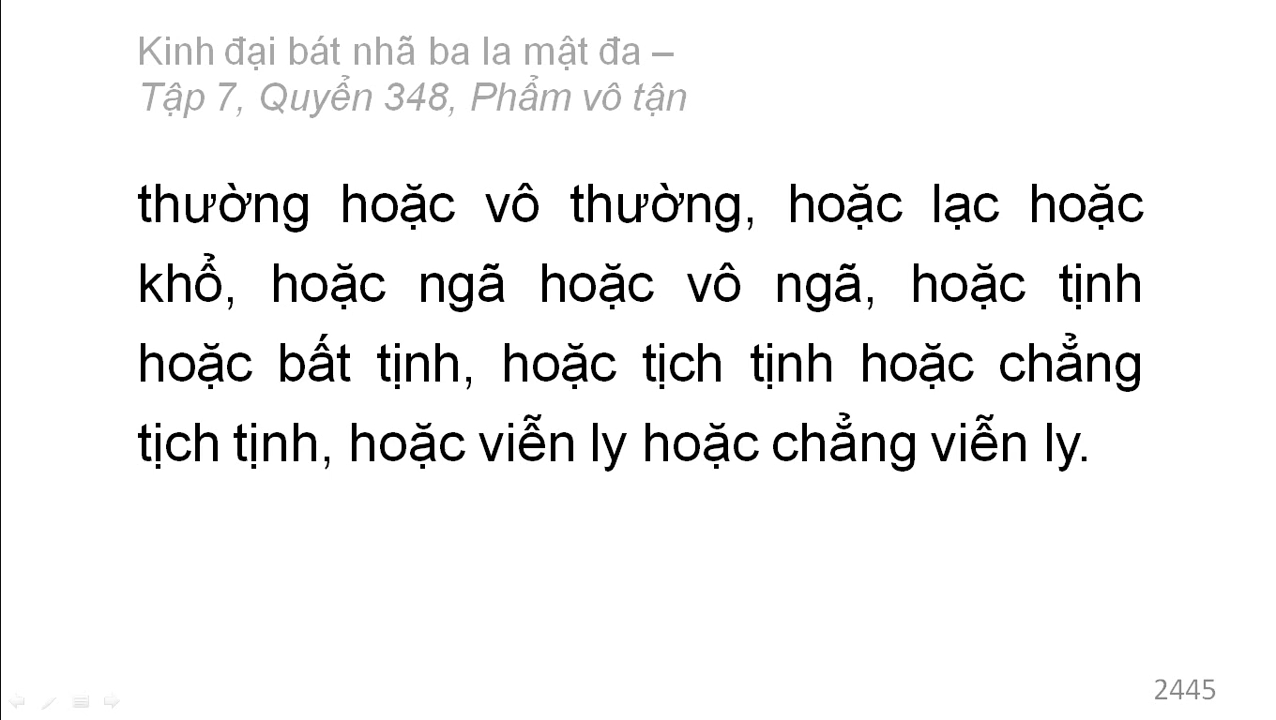 Kinh đại bát nhã ba la mật đa –
Tập 7, Quyển 348, Phẩm vô tận
thường hoặc vô thường, hoặc lạc hoặc
khổ, hoặc ngã hoặc vô ngã, hoặc tịnh
hoặc bất tịnh, hoặc tịch tịnh hoặc chẳng
tịch tịnh, hoặc viễn ly hoặc chẳng viễn ly.
2445